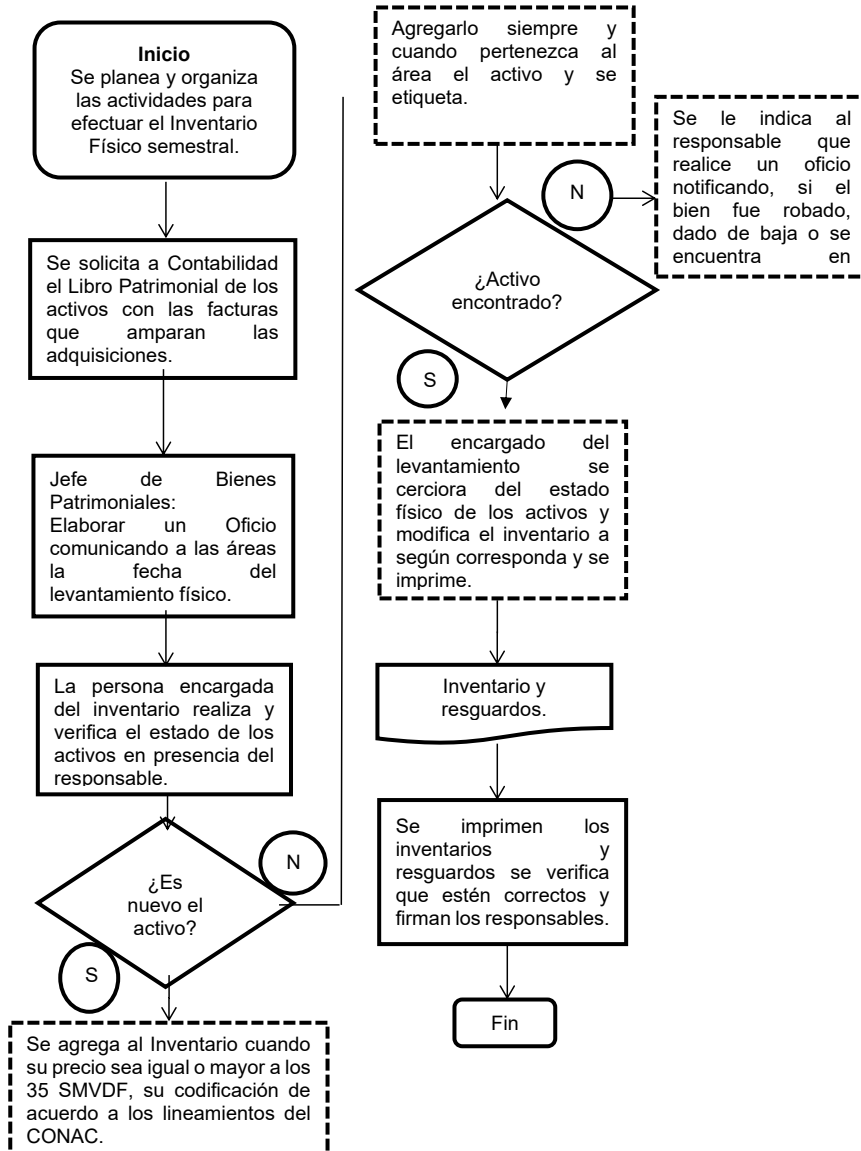 Inicio
Se planea y organiza
las actividades para
efectuar el Inventario
Físico semestral.
Se solicita a Contabilidad
el Libro Patrimonial de los
activos con las facturas
que amparan las
adquisiciones.
Jefe de Bienes
Patrimoniales:
Elaborar un Oficio
comunicando a las áreas
la fecha del
levantamiento físico.
La persona encargada
del inventario realiza y
verifica el estado de los
activos en presencia del
responsable.
¿Es
nuevo el
activo?
N
S
Se agrega al Inventario cuando
su precio sea igual o mayor a los
35 SMVDF, su codificación de
acuerdo a los lineamientos del
CONAC.
Agregarlo siempre y
cuando pertenezca al
área el activo y se
etiqueta.
¿Activo
encontrado?
N
Se le indica al
responsable que
realice un oficio
notificando, si el
bien fue robado,
dado de baja o se
encuentra en
S
El encargado del
levantamiento se
cerciora del estado
físico de los activos y
modifica el inventario a
según corresponda y se
imprime.
Inventario y
resguardos.
Se imprimen los
inventarios y
resguardos se verifica
que estén correctos y
firman los responsables.
Fin